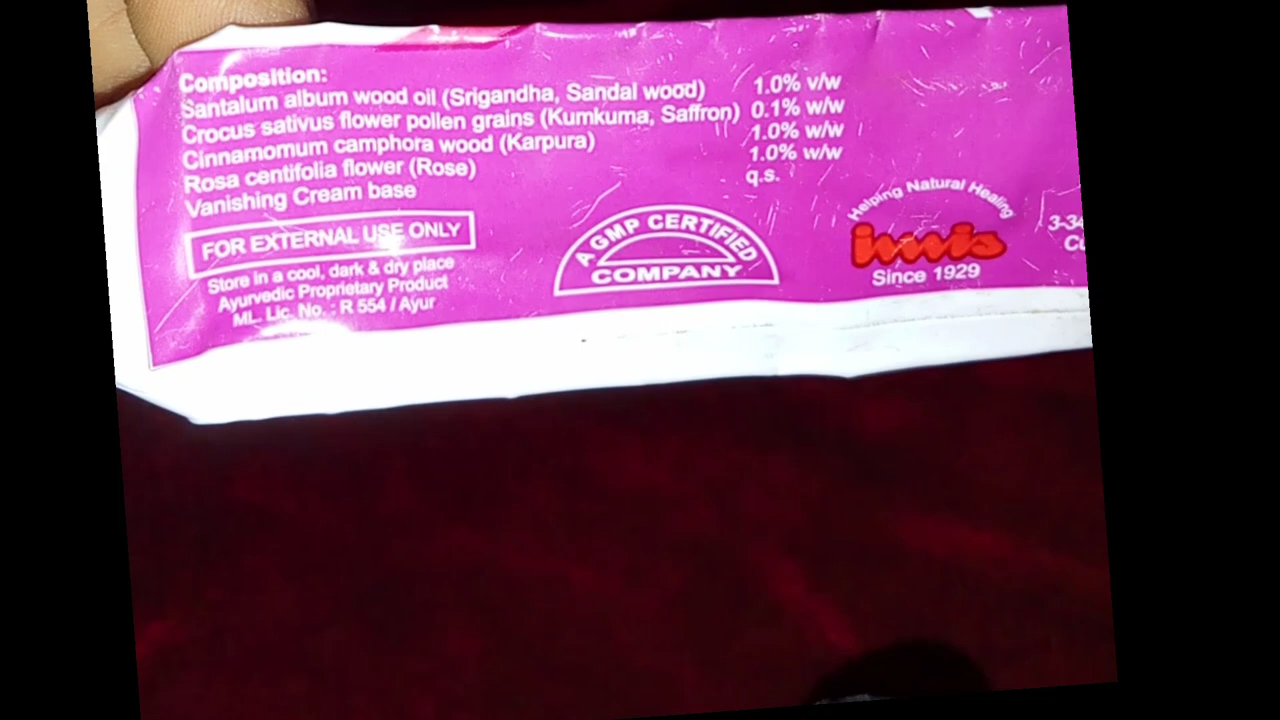 Composition:
Santalum album wood oil (Srigandha, Sandal wood) 1.0% v/w
Crocus sativus flower pollen grains (Kumkuma, Saffron) 0.1% w/w
Cinnamomum camphora wood (Karpura) 1.0% w/w
Rosa centifolia flower (Rose) 1.0% w/w
Vanishing Cream base q.s.
FOR EXTERNAL USE ONLY
Store in a cool, dark & dry place
Ayurvedic Proprietary Product
ML. Lic. No. : R 554 / Ayur
A GMP CERTIFIED
COMPANY
Helping Natural Healing
Since 1929
3-34
Cu